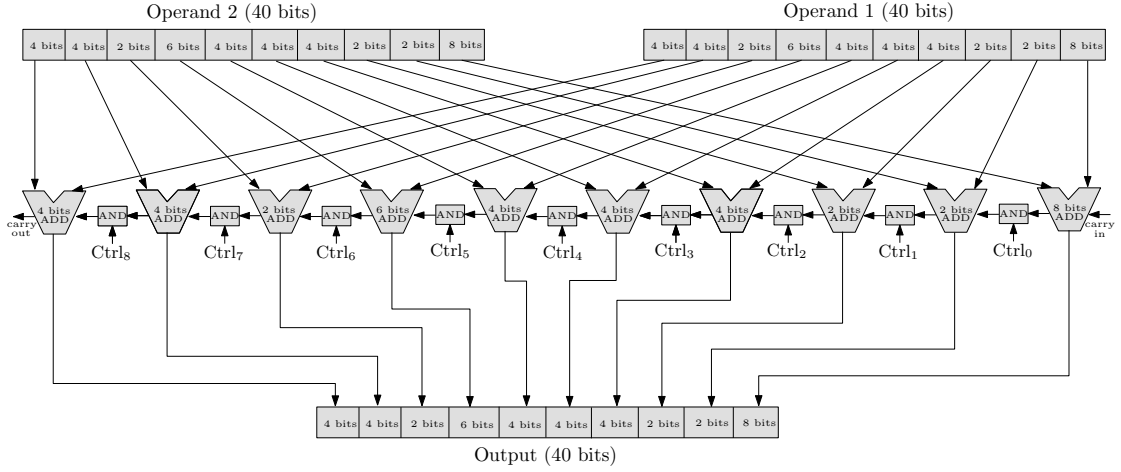 Operand 2 (40 bits)
Operand 1 (40 bits)
4 bits 4 bits 2 bits 6 bits 4 bits 4 bits 4 bits 2 bits 2 bits 8 bits
4 bits 4 bits 2 bits 6 bits 4 bits 4 bits 4 bits 2 bits 2 bits 8 bits
4 bits ADD
AND
4 bits ADD
AND
2 bits ADD
AND
6 bits ADD
AND
4 bits ADD
AND
4 bits ADD
AND
4 bits ADD
AND
2 bits ADD
AND
2 bits ADD
AND
8 bits ADD
carry out
carry in
Ctrl8 Ctrl7 Ctrl6 Ctrl5 Ctrl4 Ctrl3 Ctrl2 Ctrl1 Ctrl0
4 bits 4 bits 2 bits 6 bits 4 bits 4 bits 4 bits 2 bits 2 bits 8 bits
Output (40 bits)